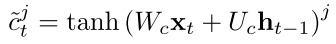 $\tilde{c}_t^j = \tanh \left( W_c \mathbf{x}_t + U_c \mathbf{h}_{t-1} \right)^j$